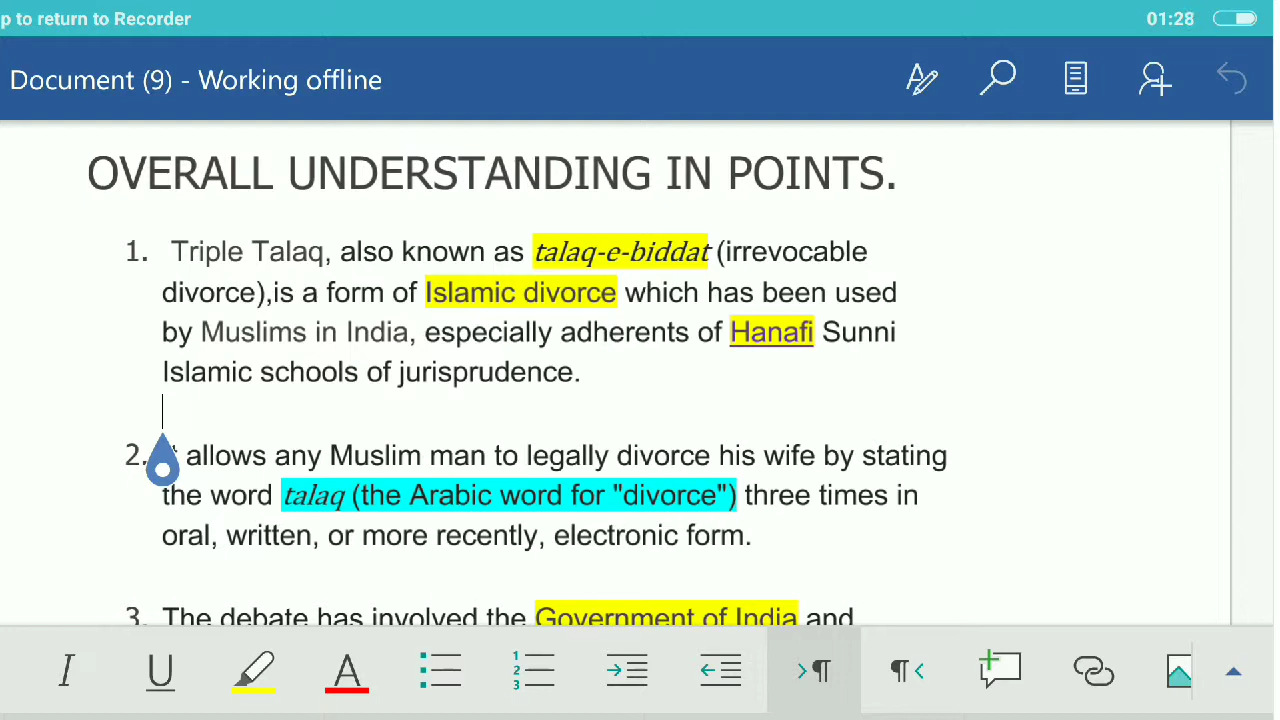 p to return to Recorder
01:28
Document (9) - Working offline
OVERALL UNDERSTANDING IN POINTS.
1. Triple Talaq, also known as talaq-e-biddat (irrevocable
divorce),is a form of Islamic divorce which has been used
by Muslims in India, especially adherents of Hanafi Sunni
Islamic schools of jurisprudence.
2. allows any Muslim man to legally divorce his wife by stating
the word talaq (the Arabic word for "divorce") three times in
oral, written, or more recently, electronic form.
3. The debate has involved the Government of India and
I U A 1 2 3